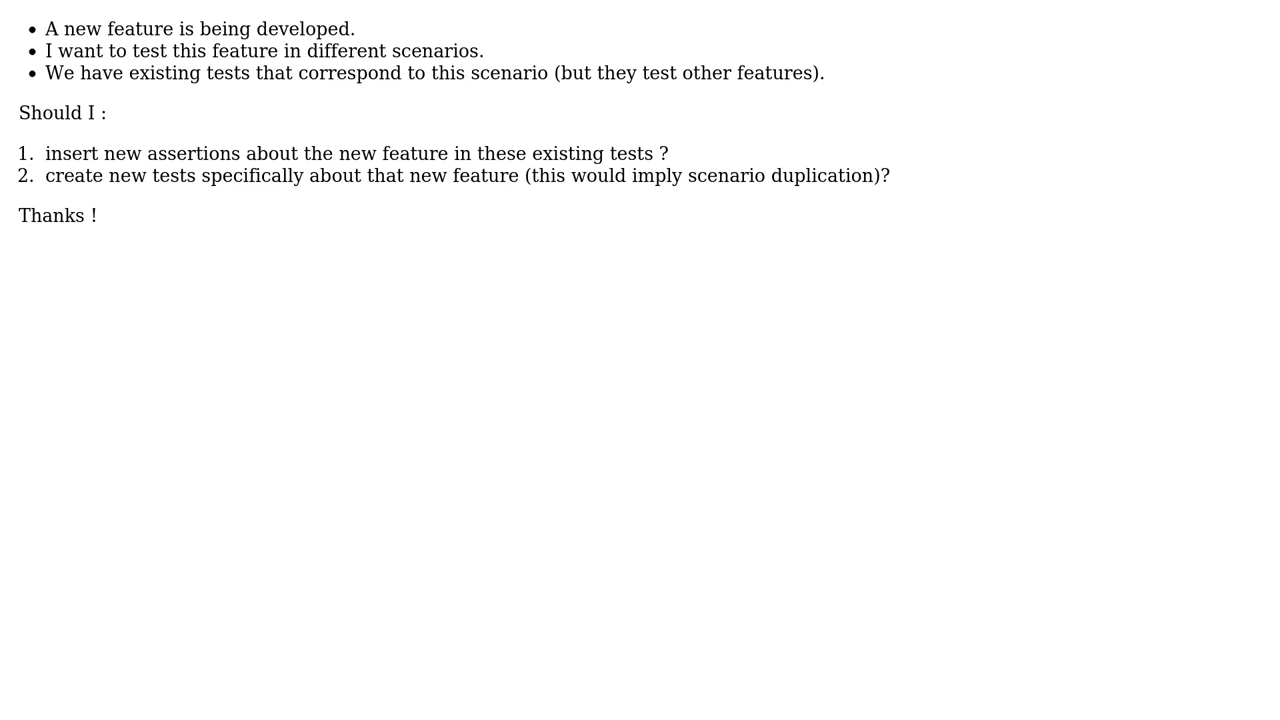 • A new feature is being developed.
• I want to test this feature in different scenarios.
• We have existing tests that correspond to this scenario (but they test other features).
Should I :
1. insert new assertions about the new feature in these existing tests ?
2. create new tests specifically about that new feature (this would imply scenario duplication)?
Thanks !